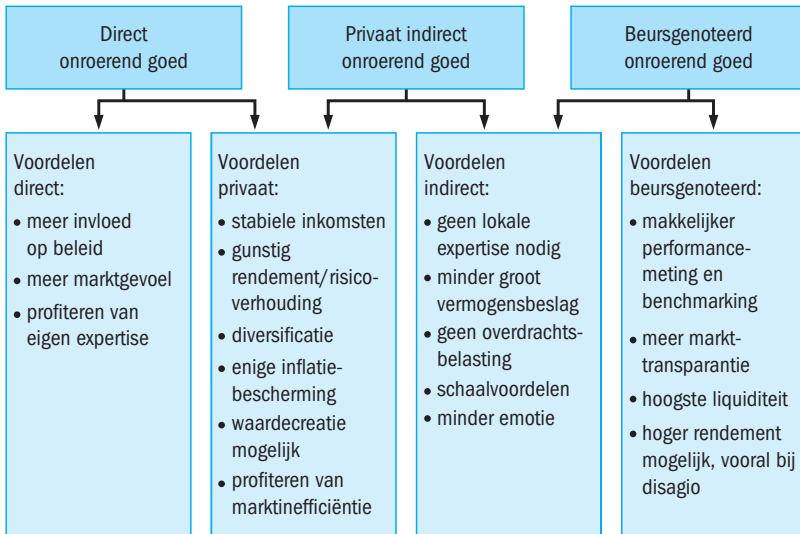 Direct
onroerend goed
Privaat indirect
onroerend goed
Beursgenoteerd
onroerend goed
Voordelen
direct:
• meer invloed
op beleid
• meer marktgevoel
• profiteren van
eigen expertise
Voordelen
privaat:
• stabiele inkomsten
• gunstig
rendement/risico-
verhouding
• diversificatie
• enige inflatie-
bescherming
• waardecreatie
mogelijk
• profiteren van
marktinefficiëntie
Voordelen
indirect:
• geen lokale
expertise nodig
• minder groot
vermogensbeslag
• geen overdrachts-
belasting
• schaalvoordelen
• minder emotie
Voordelen
beursgenoteerd:
• makkelijker
performance-
meting en
benchmarking
• meer markt-
transparantie
• hoogste liquiditeit
• hoger rendement
mogelijk, vooral bij
disagio